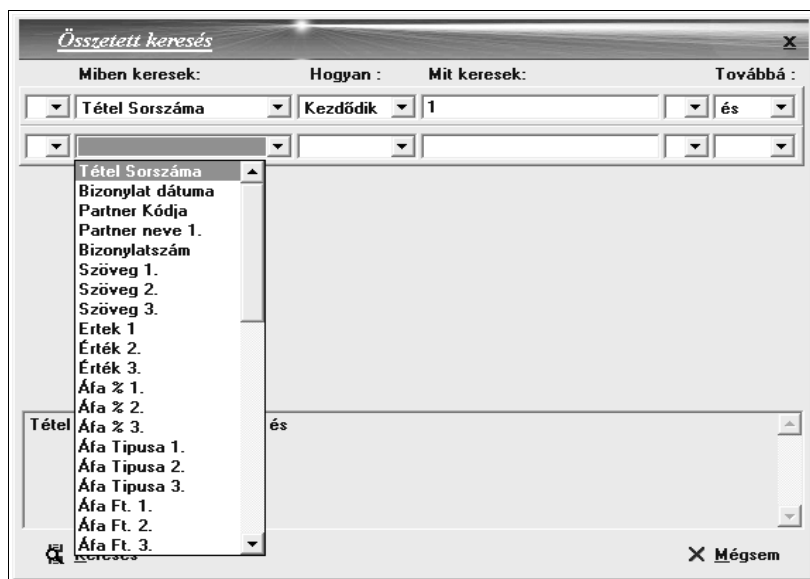 Összetett keresés x
Miben keresek: Hogyan : Mit keresek: Továbbá :
Tétel Sorszáma Kezdődik 1 és
Tétel Sorszáma
Bizonylat dátuma
Partner Kódja
Partner neve 1.
Bizonylatszám
Szöveg 1.
Szöveg 2.
Szöveg 3.
Ertek 1
Érték 2.
Érték 3.
Áfa % 1.
Áfa % 2.
Áfa % 3.
Áfa Tipusa 1.
Áfa Tipusa 2.
Áfa Tipusa 3.
Áfa Ft. 1.
Áfa Ft. 2.
Áfa Ft. 3.
Tétel és
Keresés Mégsem